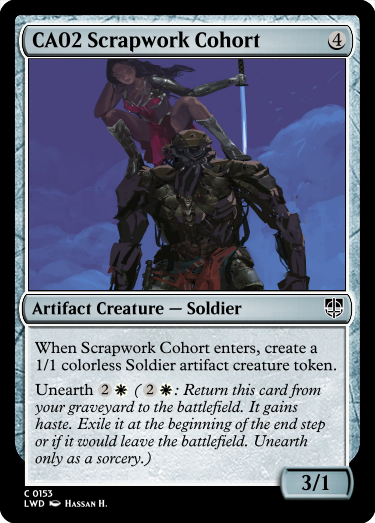 CA02 Scrapwork Cohort 4
Artifact Creature — Soldier
When Scrapwork Cohort enters, create a
1/1 colorless Soldier artifact creature token.
Unearth 2 ( 2 : Return this card from
your graveyard to the battlefield. It gains
haste. Exile it at the beginning of the end step
or if it would leave the battlefield. Unearth
only as a sorcery.)
3/1
C 0153
LWD Hassan H.